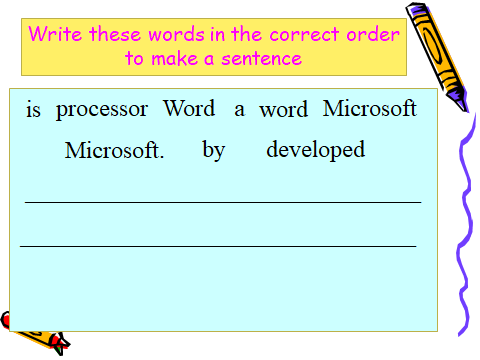 Write these words in the correct order
to make a sentence
is processor Word a word Microsoft
Microsoft. by developed